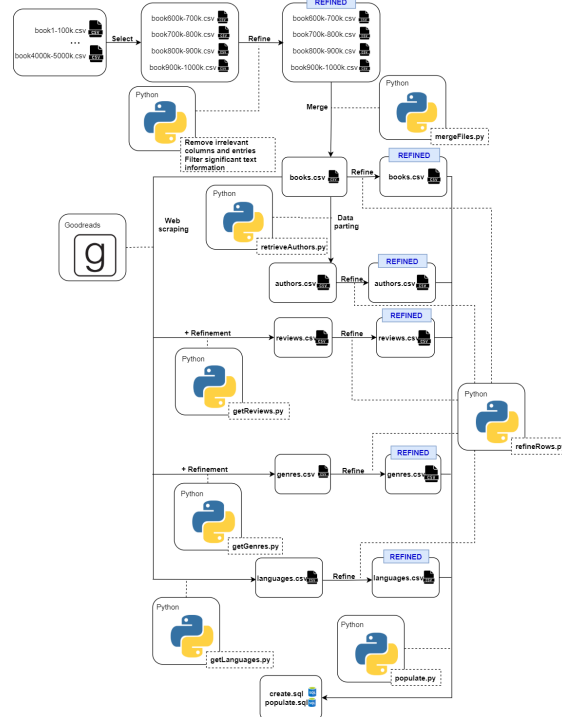 REFINED
book1-100k.csv
...
book4000k-5000k.csv
Select
book600k-700k.csv
book700k-800k.csv
book800k-900k.csv
book900k-1000k.csv
Refine
book600k-700k.csv
book700k-800k.csv
book800k-900k.csv
book900k-1000k.csv
Python
Remove irrelevant
columns and entries
Filter significant text
information
Merge
Python
mergeFiles.py
books.csv
Refine
REFINED
books.csv
Goodreads
g
Web
scraping
Python
retrieveAuthors.py
Data
parting
authors.csv
Refine
REFINED
authors.csv
+ Refinement
reviews.csv
Refine
REFINED
reviews.csv
Python
getReviews.py
Python
refineRows.p
+ Refinement
genres.csv
Refine
REFINED
genres.csv
Python
getGenres.py
languages.csv
Refine
REFINED
languages.csv
Python
getLanguages.py
Python
populate.py
create.sql
populate.sql